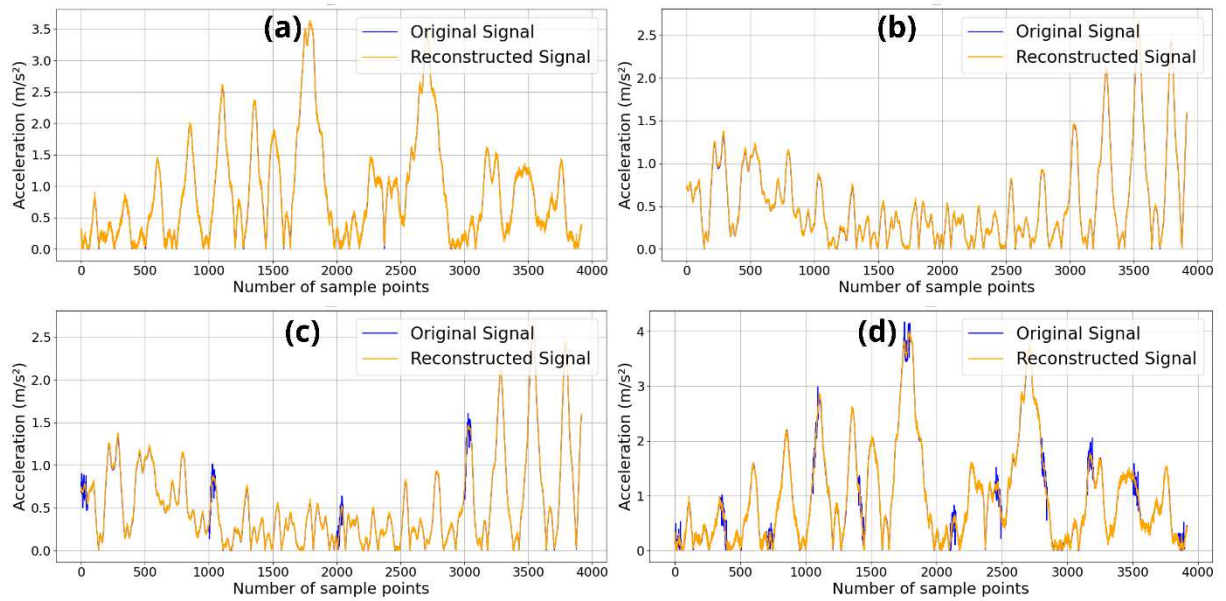 (a)
Original Signal
Reconstructed Signal
Acceleration (m/s²)
3.5
3.0
2.5
2.0
1.5
1.0
0.5
0.0
0 500 1000 1500 2000 2500 3000 3500 4000
Number of sample points
(b)
Original Signal
Reconstructed Signal
Acceleration (m/s²)
2.5
2.0
1.5
1.0
0.5
0.0
0 500 1000 1500 2000 2500 3000 3500 4000
Number of sample points
(c)
Original Signal
Reconstructed Signal
Acceleration (m/s²)
2.5
2.0
1.5
1.0
0.5
0.0
0 500 1000 1500 2000 2500 3000 3500 4000
Number of sample points
(d)
Original Signal
Reconstructed Signal
Acceleration (m/s²)
4
3
2
1
0
0 500 1000 1500 2000 2500 3000 3500 4000
Number of sample points